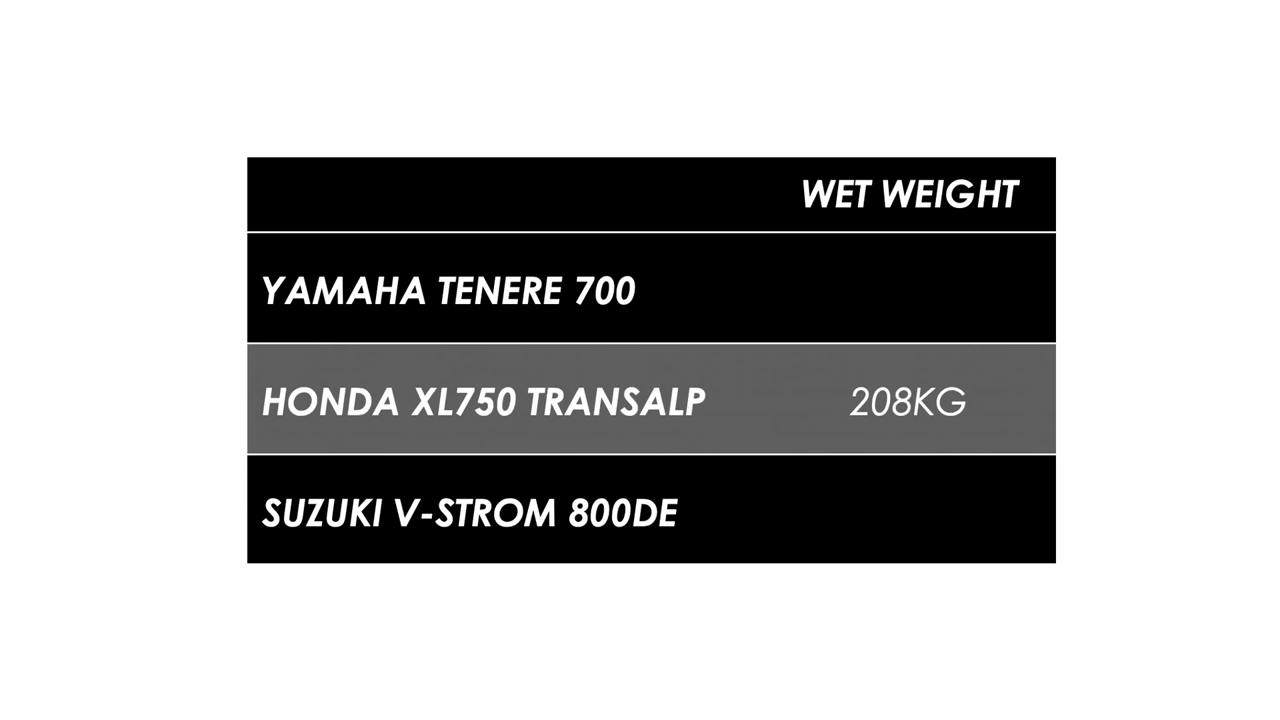 WET WEIGHT
YAMAHA TENERE 700
HONDA XL750 TRANSALP 208KG
SUZUKI V-STROM 800DE